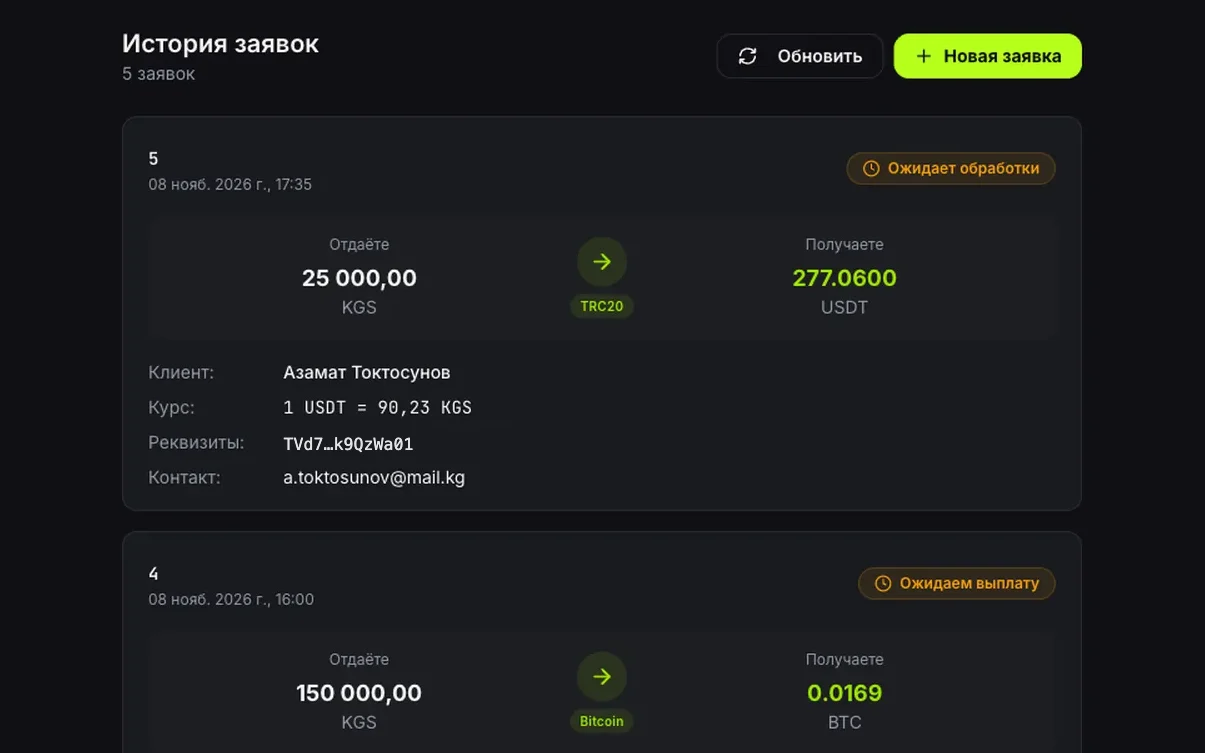 История заявок
5 заявок
Обновить
Новая заявка
5
08 нояб. 2026 г., 17:35
Ожидает обработки
Отдаёте
25 000,00
KGS
TRC20
Получаете
277.0600
USDT
Клиент: Азамат Токтосунов
Курс: 1 USDT = 90,23 KGS
Реквизиты: TVd7…k9QzWa01
Контакт: a.toktosunov@mail.kg
4
08 нояб. 2026 г., 16:00
Ожидаем выплату
Отдаёте
150 000,00
KGS
Bitcoin
Получаете
0.0169
BTC